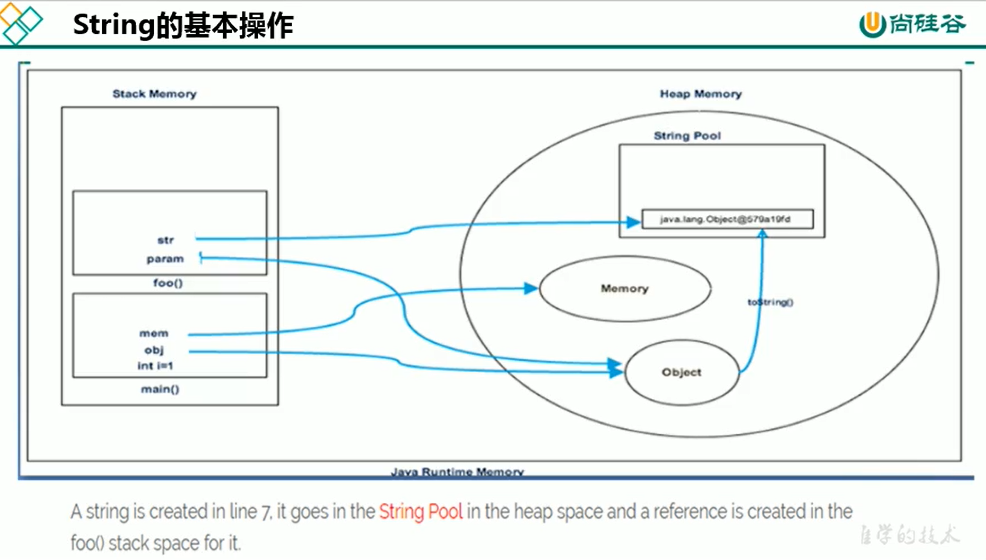 String的基本操作
尚硅谷
Stack Memory
Heap Memory
String Pool
java.lang.Object@579a19fd
str
param
foo()
Memory
toString()
mem
obj
int i=1
Object
main()
Java Runtime Memory
A string is created in line 7, it goes in the String Pool in the heap space and a reference is created in the
foo() stack space for it.
自学的技术